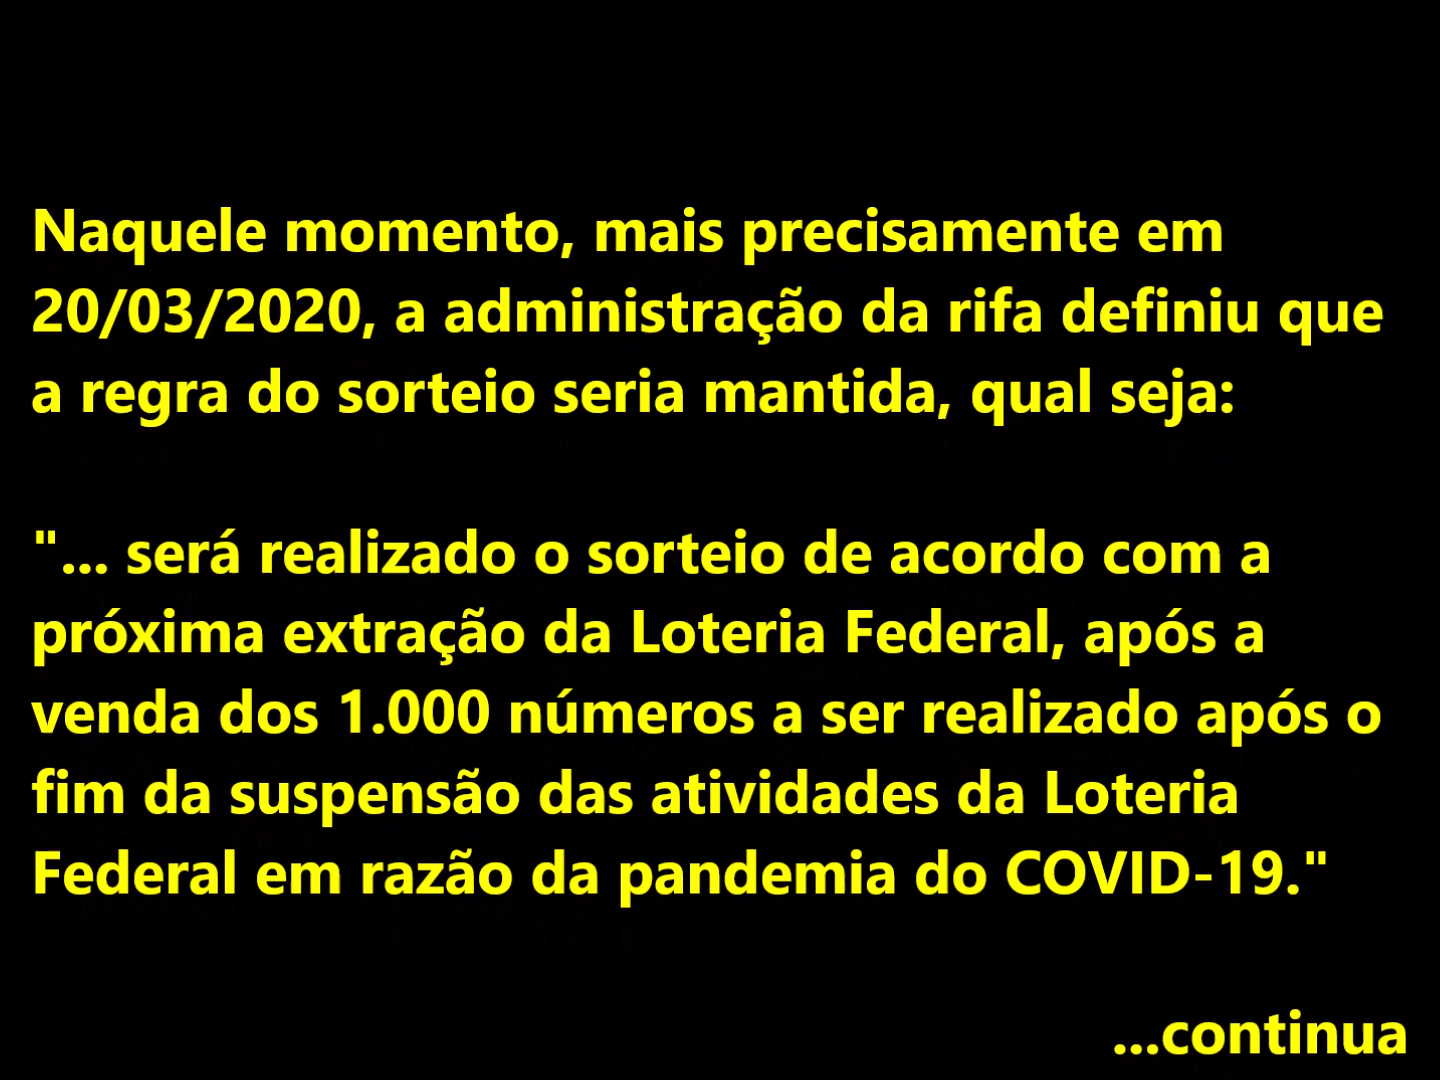 Naquele momento, mais precisamente em
20/03/2020, a administração da rifa definiu que
a regra do sorteio seria mantida, qual seja:
"... será realizado o sorteio de acordo com a
próxima extração da Loteria Federal, após a
venda dos 1.000 números a ser realizado após o
fim da suspensão das atividades da Loteria
Federal em razão da pandemia do COVID-19."
...continua